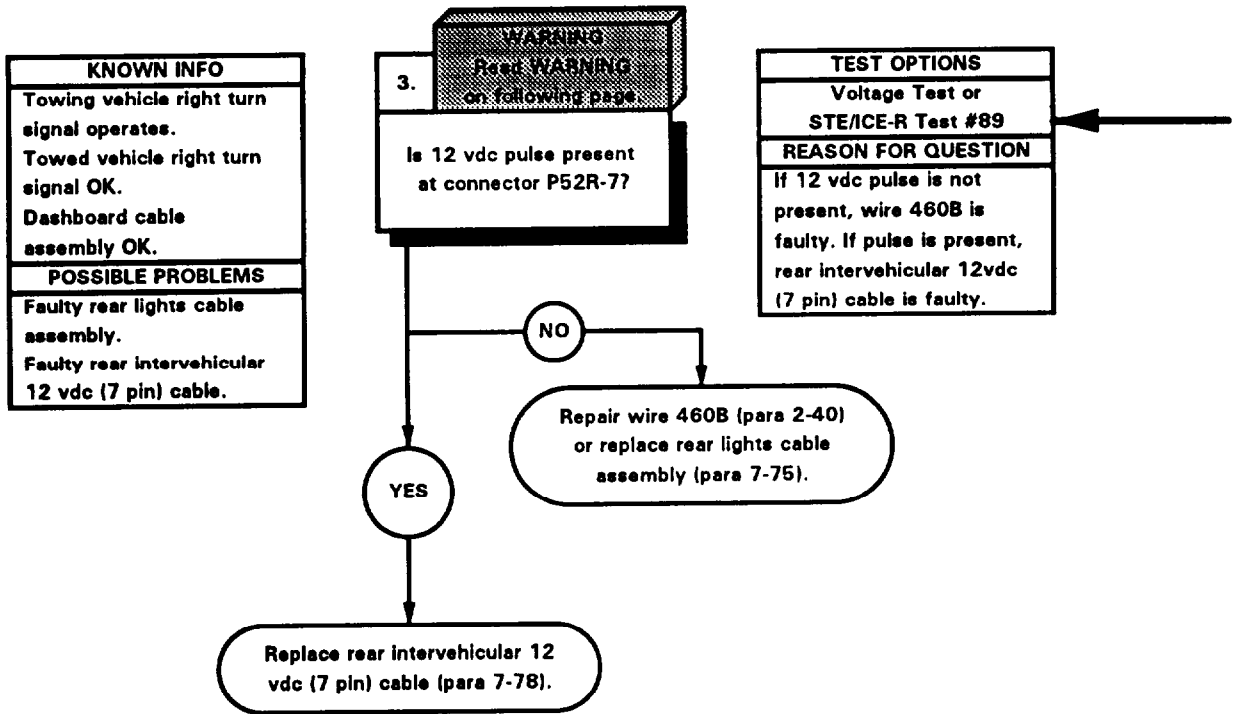 KNOWN INFO
Towing vehicle right turn
signal operates.
Towed vehicle right turn
signal OK.
Dashboard cable
assembly OK.
POSSIBLE PROBLEMS
Faulty rear lights cable
assembly.
Faulty rear intervehicular
12 vdc (7 pin) cable.
3.
WARNING
Read WARNING
on following page
Is 12 vdc pulse present
at connector P52R-7?
TEST OPTIONS
Voltage Test or
STE/ICE-R Test #89
REASON FOR QUESTION
If 12 vdc pulse is not
present, wire 460B is
faulty. If pulse is present,
rear intervehicular 12vdc
(7 pin) cable is faulty.
NO
Repair wire 460B (para 2-40)
or replace rear lights cable
assembly (para 7-75).
YES
Replace rear intervehicular 12
vdc (7 pin) cable (para 7-78).